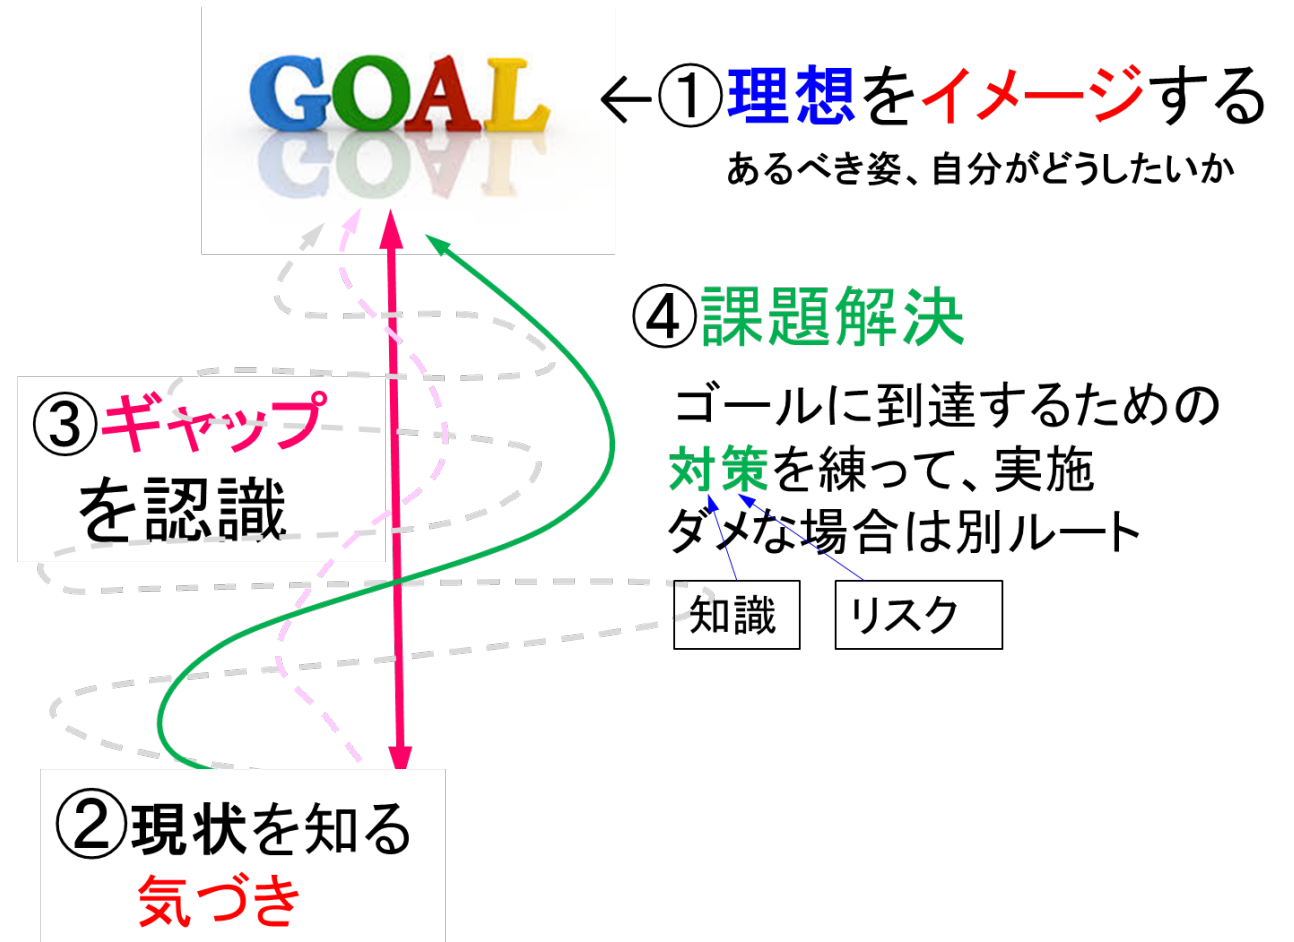 GOAL
←①理想をイメージする
あるべき姿、自分がどうしたいか
④課題解決
ゴールに到達するための
対策を練って、実施
ダメな場合は別ルート
知識
リスク
③ギャップ
を認識
②現状を知る
気づき